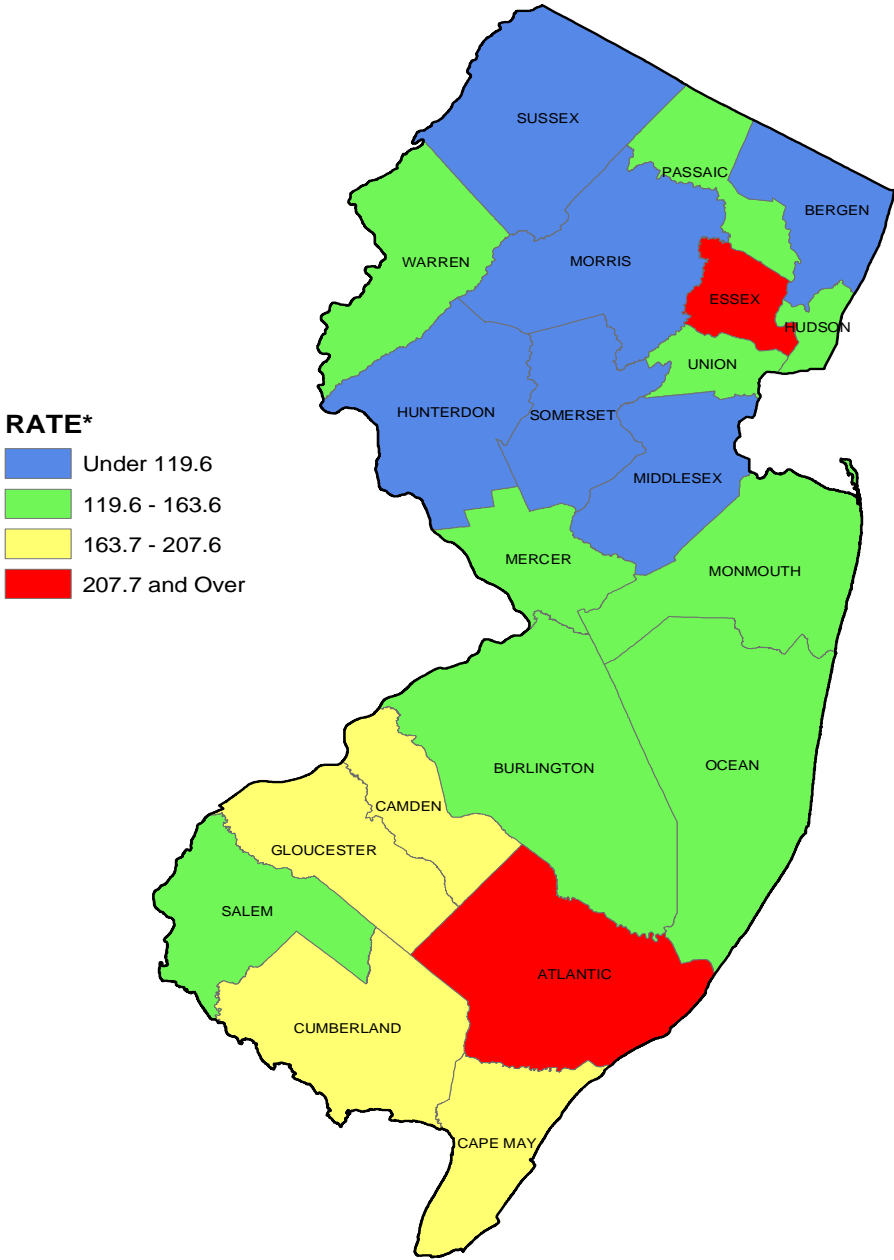 SUSSEX
PASSAIC
BERGEN
WARREN
MORRIS
ESSEX
HUDSON
UNION
HUNTERDON
SOMERSET
RATE*
Under 119.6
MIDDLESEX
119.6 - 163.6
163.7 - 207.6
MERCER
MONMOUTH
207.7 and Over
BURLINGTON
OCEAN
CAMDEN
GLOUCESTER
SALEM
ATLANTIC
CUMBERLAND
CAPE MAY